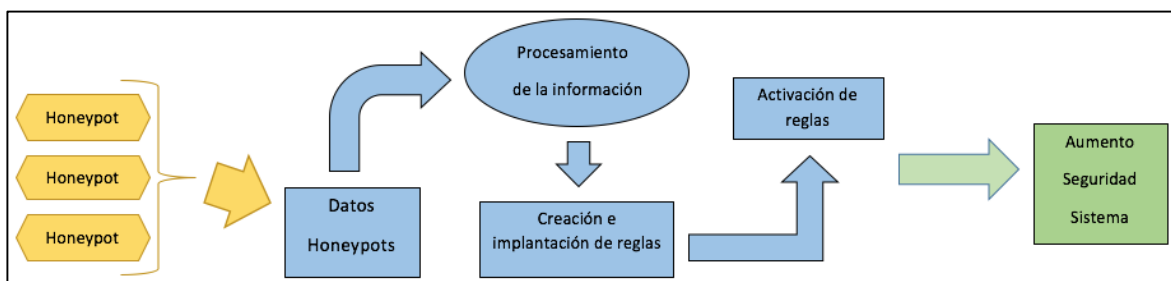 Honeypot
Honeypot
Honeypot
Datos
Honeypots
Procesamiento
de la información
Creación e
implantación de reglas
Activación de
reglas
Aumento
Seguridad
Sistema